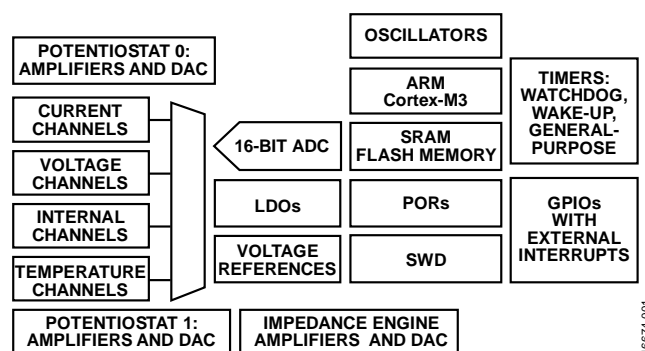 POTENTIOSTAT 0:
AMPLIFIERS AND DAC
CURRENT
CHANNELS
VOLTAGE
CHANNELS
INTERNAL
CHANNELS
TEMPERATURE
CHANNELS
16-BIT ADC
LDOs
VOLTAGE
REFERENCES
OSCILLATORS
ARM
Cortex-M3
SRAM
FLASH MEMORY
PORs
SWD
TIMERS:
WATCHDOG,
WAKE-UP,
GENERAL-
PURPOSE
GPIOs
WITH
EXTERNAL
INTERRUPTS
POTENTIOSTAT 1:
AMPLIFIERS AND DAC
IMPEDANCE ENGINE
AMPLIFIERS AND DAC